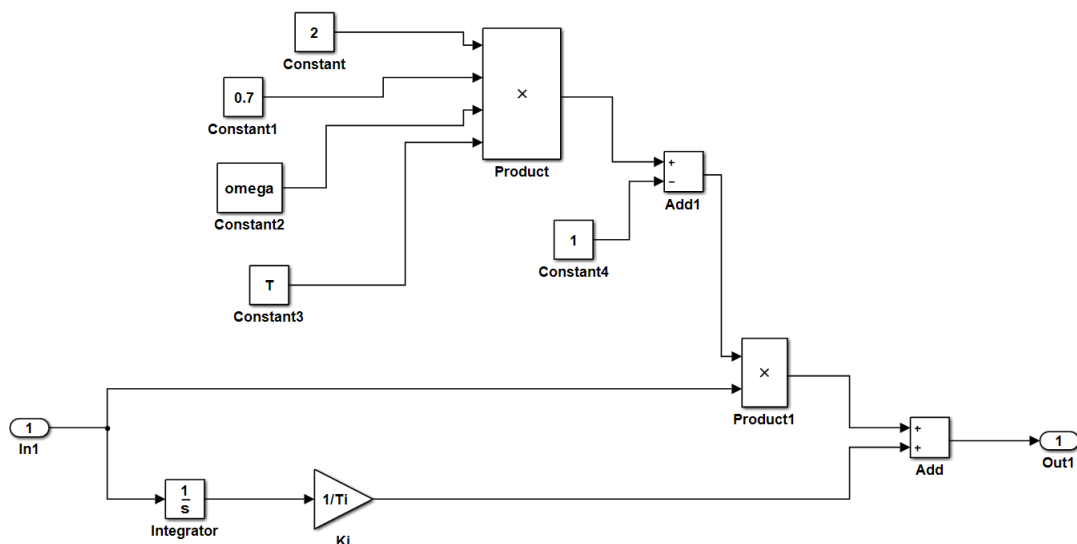 2
Constant
0.7
Constant1
omega
Constant2
T
Constant3
×
Product
+
−
Add1
1
Constant4
×
Product1
1
In1
1
s
Integrator
1/Ti
Ki
+
+
Add
1
Out1